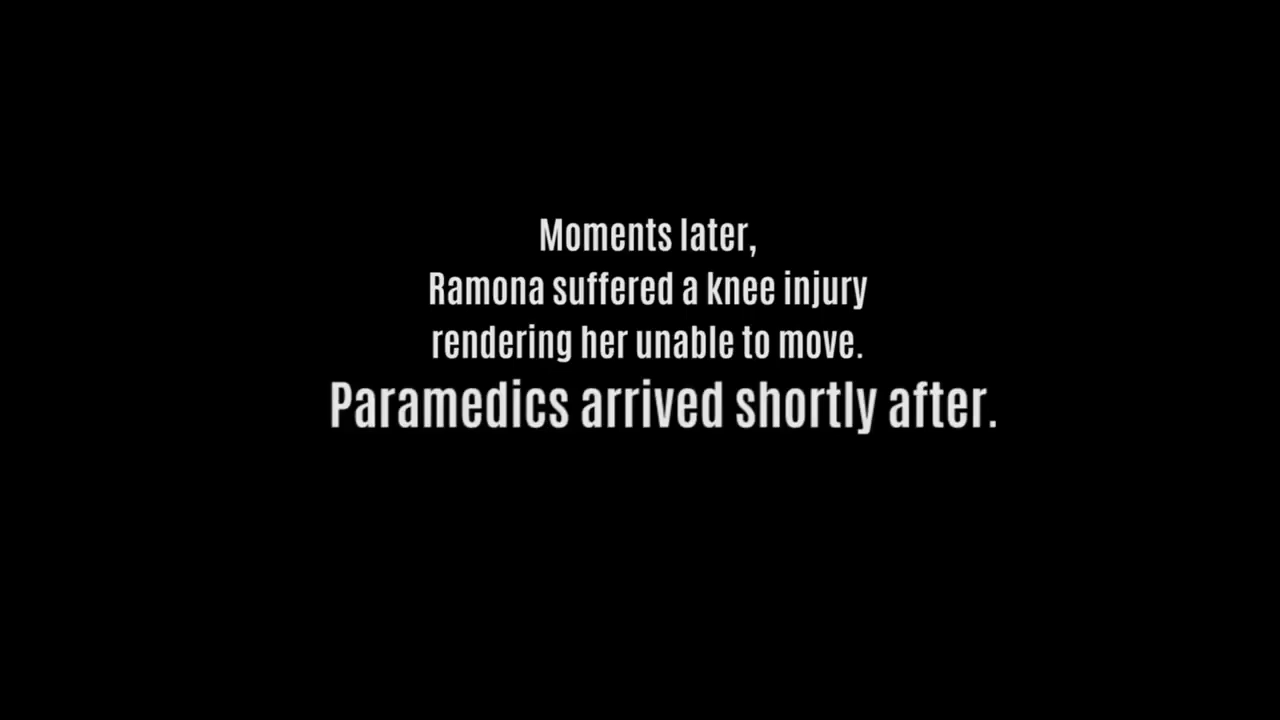 Moments later,
Ramona suffered a knee injury
rendering her unable to move.
Paramedics arrived shortly after.